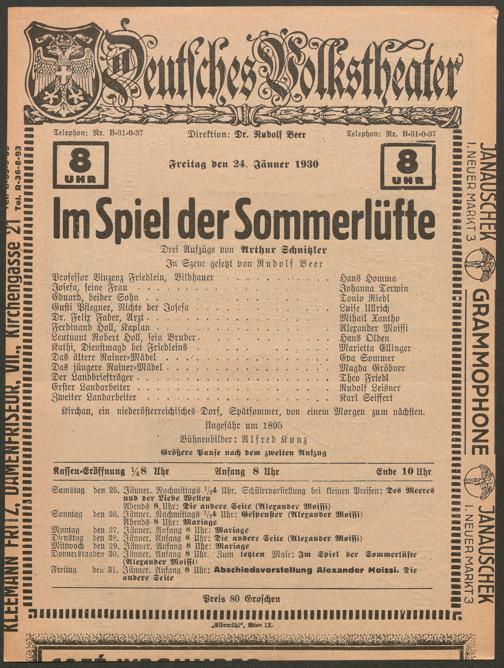 Deutsches Volkstheater
Telephon: Nr. B-31-0-37 Direktion: Dr. Rudolf Beer Telephon: Nr. B-31-0-37
8 UHR Freitag den 24. Jänner 1930 8 UHR
Im Spiel der Sommerlüfte
Drei Aufzüge von Arthur Schnitzler
In Szene gesetzt von Rudolf Beer
Professor Vinzenz Friedlein, Bildhauer Hans Homma
Josefa, seine Frau Johanna Terwin
Eduard, beider Sohn Tonio Riedl
Gusti Pflegner, Nichte der Josefa Luise Ullrich
Dr. Felix Faber, Arzt Mihail Xantho
Ferdinand Holl, Kaplan Alexander Moissi
Leutnant Robert Holl, sein Bruder Hans Olden
Kathi, Dienstmagd bei Friedleins Marietta Ellinger
Das ältere Rainer-Mädel Eva Sommer
Das jüngere Rainer-Mädel Magda Gröbner
Der Landbriefträger Theo Friedl
Erster Landarbeiter Rudolf Leisner
Zweiter Landarbeiter Karl Seiffert
Kirchau, ein niederösterreichisches Dorf, Spätsommer, von einem Morgen zum nächsten.
Ungefähr um 1895
Bühnenbilder: Alfred Kunz
Größere Pause nach dem zweiten Aufzug
Kassen-Eröffnung ¼8 Uhr Anfang 8 Uhr Ende 10 Uhr
Samstag den 25. Jänner. Nachmittags ½4 Uhr. Schülervorstellung bei kleinen Preisen: Des Meeres
und der Liebe Wellen
Abends 8 Uhr: Die andere Seite (Alexander Moissi)
Sonntag den 26. Jänner. Nachmittags ½4 Uhr: Gespenster (Alexander Moissi)
Abends 8 Uhr: Mariage
Montag den 27. Jänner. Anfang 8 Uhr: Mariage
Dienstag den 28. Jänner. Anfang 8 Uhr: Die andere Seite (Alexander Moissi)
Mittwoch den 29. Jänner. Anfang 8 Uhr: Mariage
Donnerstag den 30. Jänner. Anfang 8 Uhr. Zum letzten Male: Im Spiel der Sommerlüfte
(Alexander Moissi)
Freitag den 31. Jänner. Anfang 8 Uhr: Abschiedsvorstellung Alexander Moissi. Die
andere Seite
Preis 80 Groschen
„Elbemühl“, Wien IX.
KLEEMANN FRITZ, DAMENFRISEUR, VII., Kirchengasse 21 Tel. R-36-8-93
JANAUSCHEK
I. NEUER MARKT 3
GRAMMOPHONE
JANAUSCHEK
I. NEUER MARKT 3